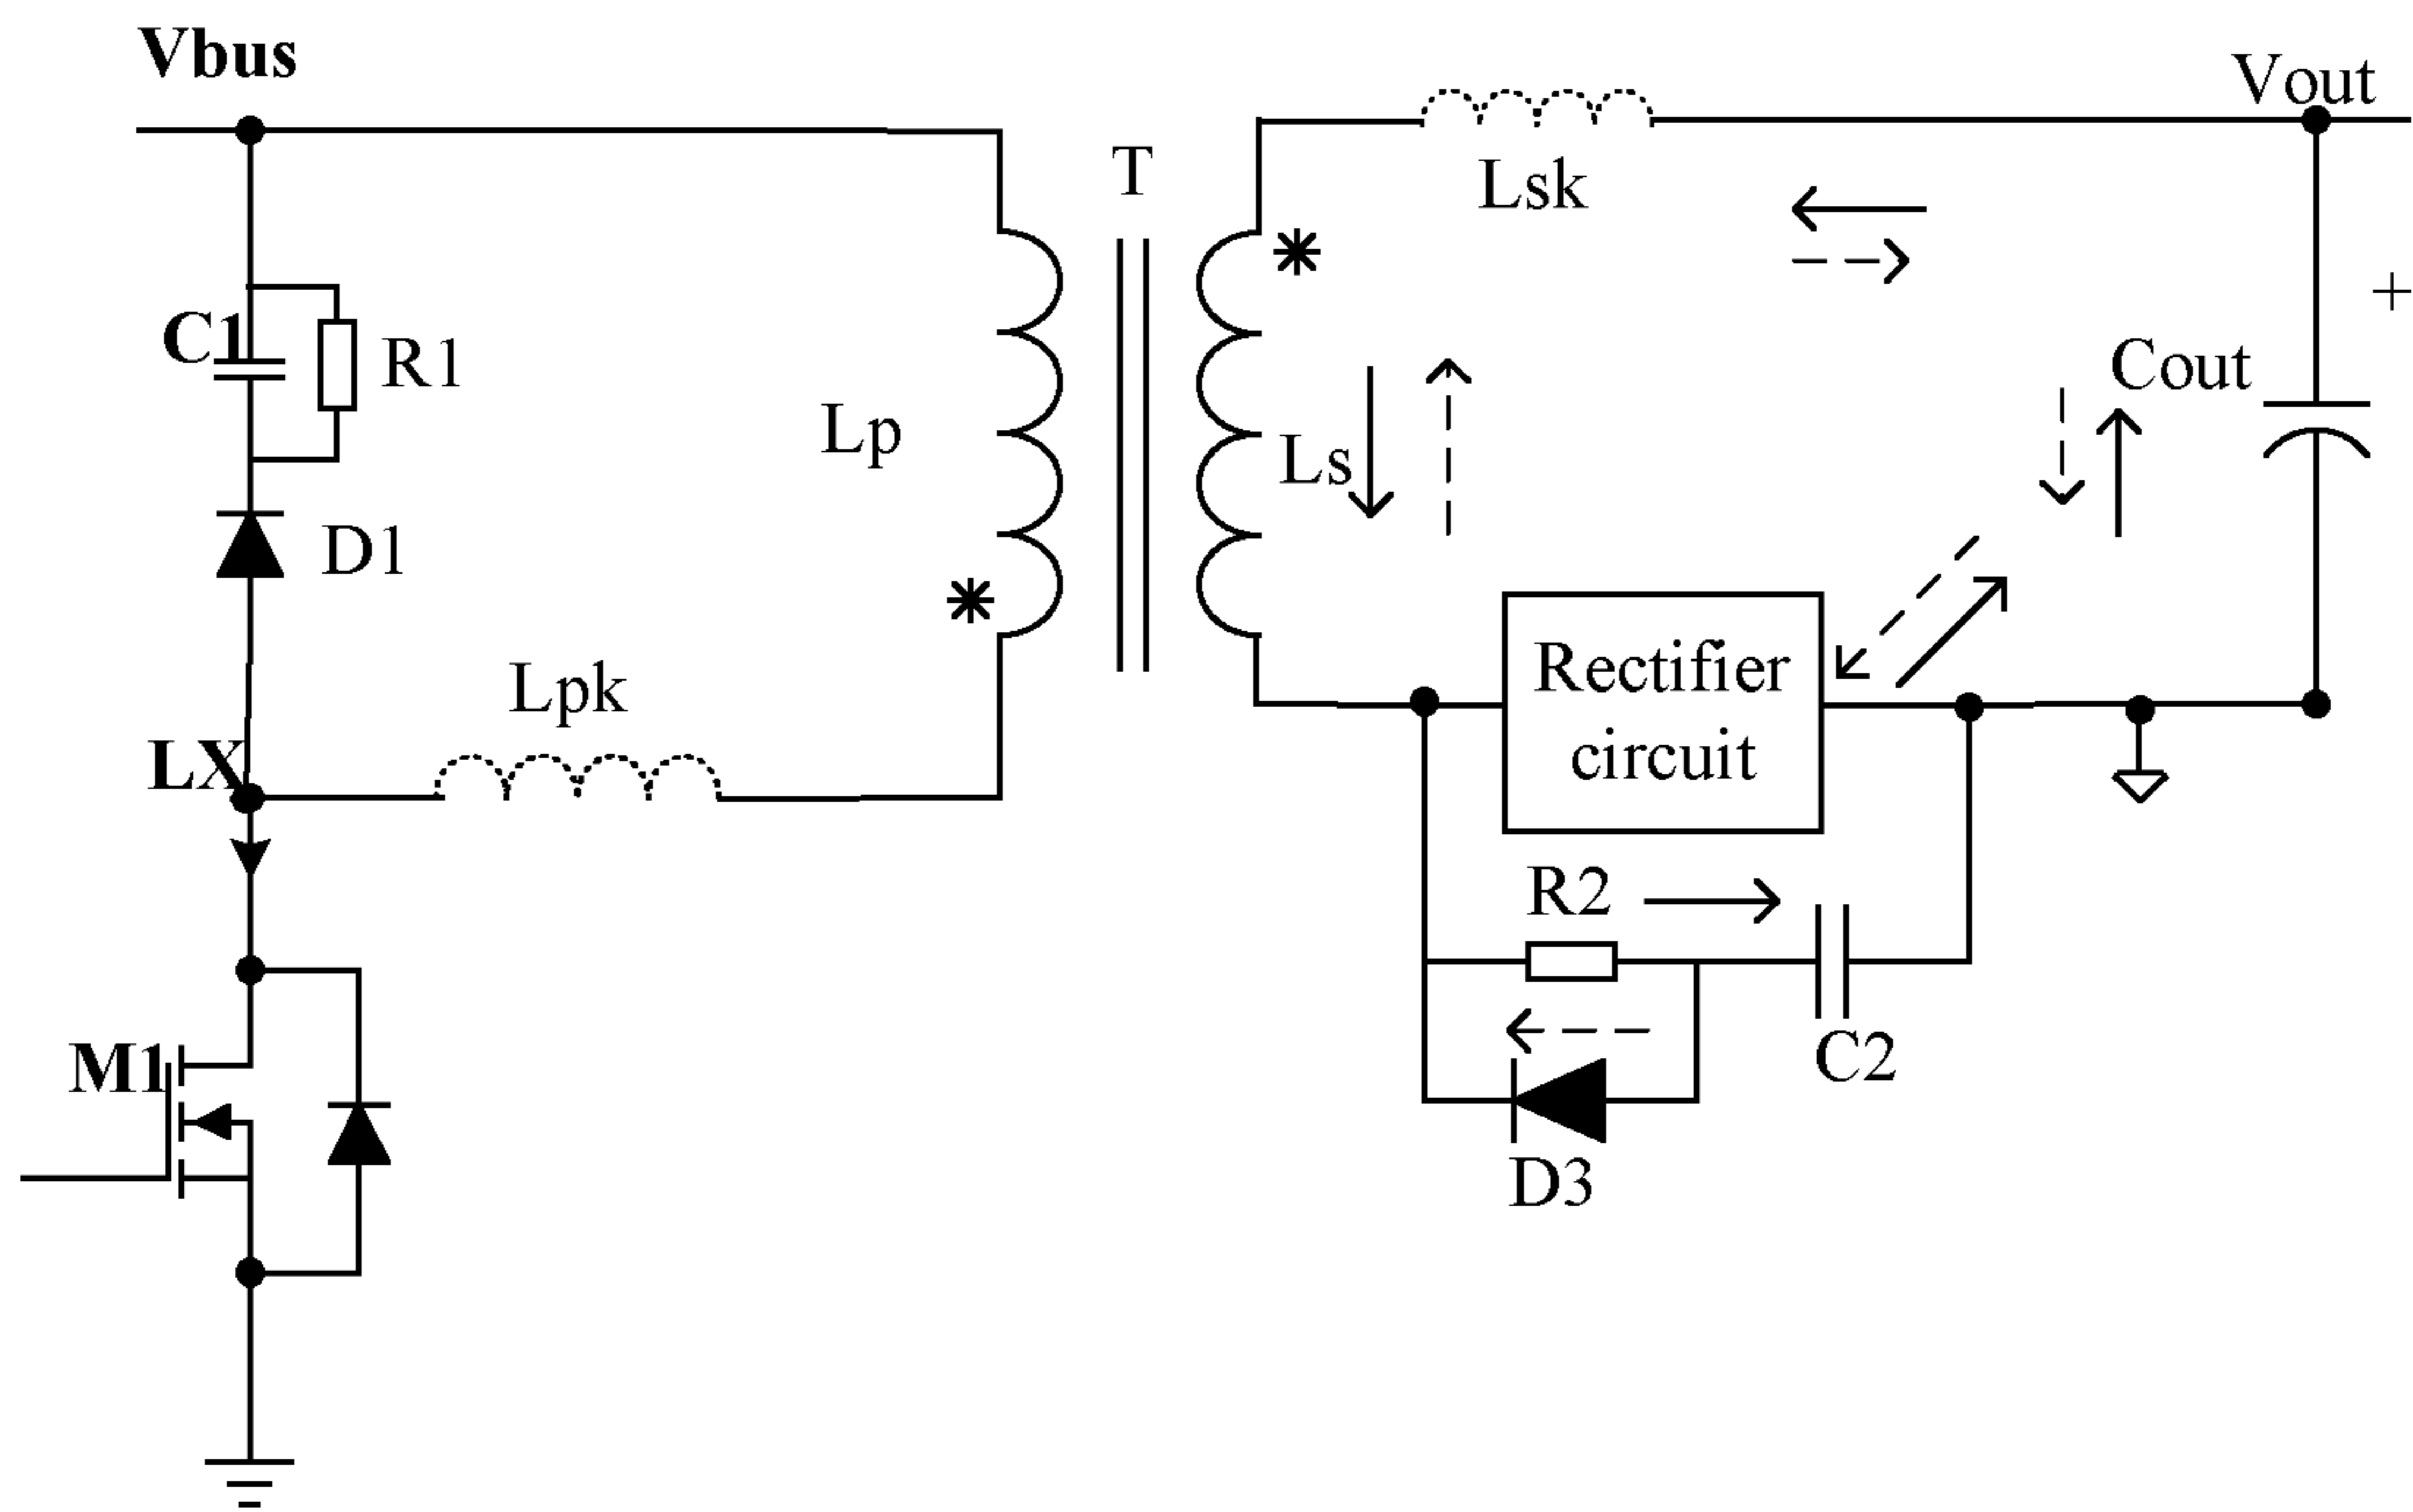 Vbus
Vout
T
Lsk
+
C1
R1
Cout
Lp
Ls
D1
Rectifier
circuit
Lpk
LX
R2
M1
C2
D3